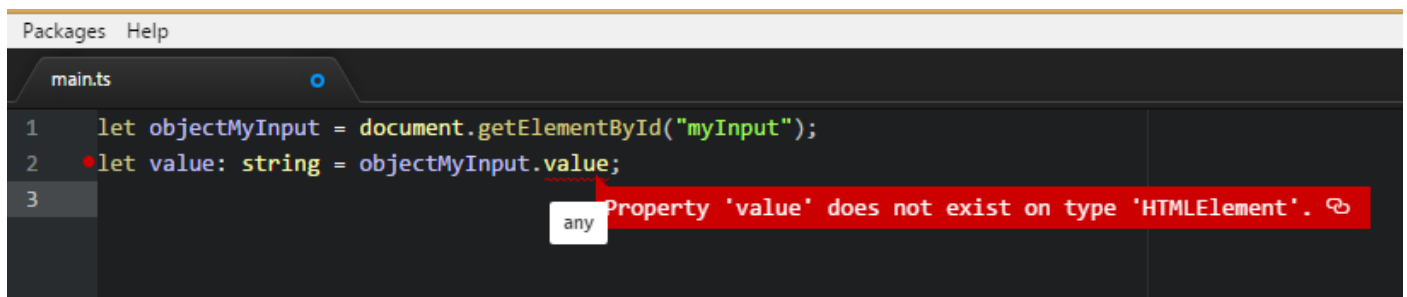 Packages Help
main.ts
1 let objectMyInput = document.getElementById("myInput");
2 let value: string = objectMyInput.value;
3
Property 'value' does not exist on type 'HTMLElement'.
any